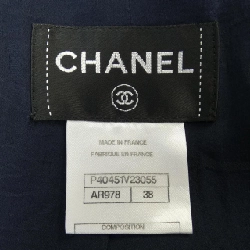 CHANEL
MADE IN FRANCE
FABRIQUE EN FRANCE
P40451V23055
AR978 38
COMPOSITION